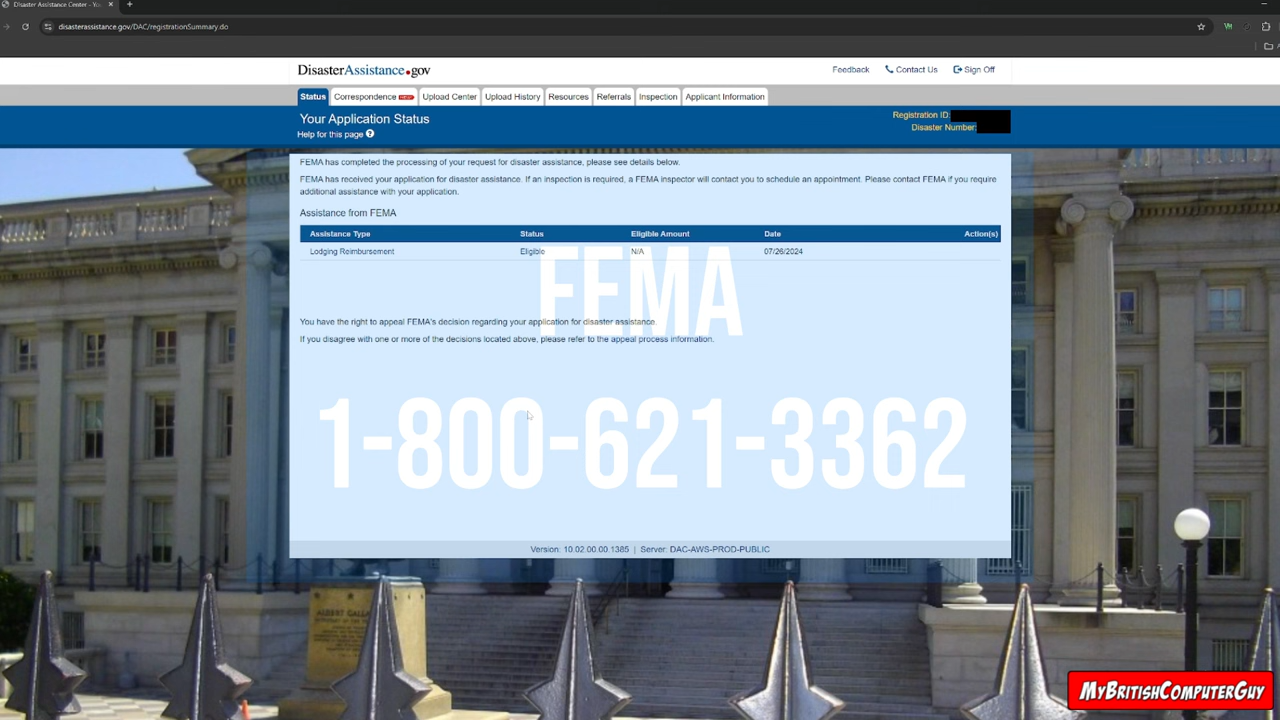 Disaster Assistance Center - Yo
disasterassistance.gov/DAC/registrationSummary.do
DisasterAssistance.gov
Feedback Contact Us Sign Off
Status Correspondence Upload Center Upload History Resources Referrals Inspection Applicant Information
Your Application Status
Help for this page ?
Registration ID:
Disaster Number:
FEMA has completed the processing of your request for disaster assistance, please see details below.
FEMA has received your application for disaster assistance. If an inspection is required, a FEMA inspector will contact you to schedule an appointment. Please contact FEMA if you require
additional assistance with your application.
Assistance from FEMA
Assistance Type Status Eligible Amount Date Action(s)
Lodging Reimbursement Eligible N/A 07/26/2024
FEMA
You have the right to appeal FEMA's decision regarding your application for disaster assistance.
If you disagree with one or more of the decisions located above, please refer to the appeal process information.
1-800-621-3362
Version: 10.02.00.00.1385 | Server: DAC-AWS-PROD-PUBLIC
ALBERT GALLA
MyBritishComputerGuy